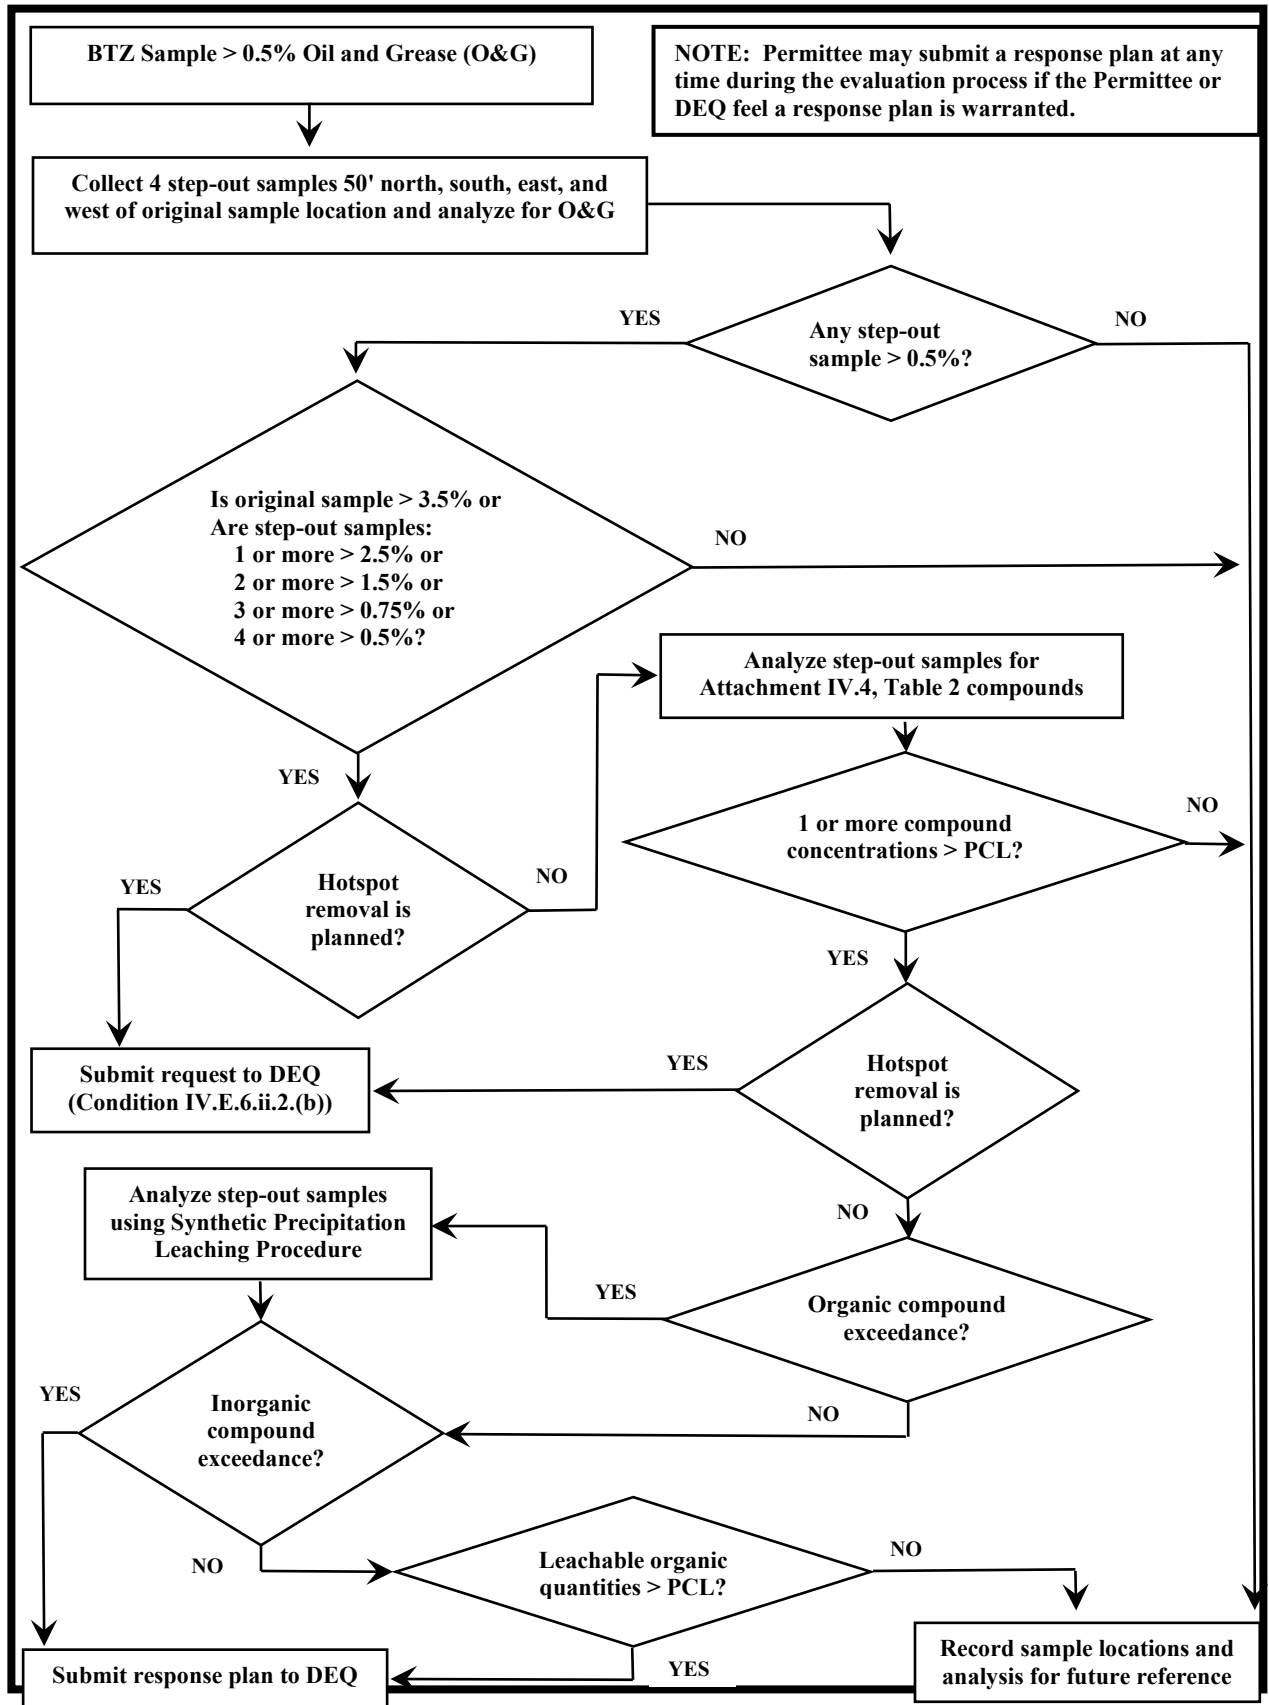 BTZ Sample > 0.5% Oil and Grease (O&G)
NOTE:  Permittee may submit a response plan at any
time during the evaluation process if the Permittee or
DEQ feel a response plan is warranted.
Collect 4 step-out samples 50' north, south, east, and
west of original sample location and analyze for O&G
YES
NO
Any step-out
sample > 0.5%?
Is original sample > 3.5% or
Are step-out samples:
1 or more > 2.5% or
2 or more > 1.5% or
3 or more > 0.75% or
4 or more > 0.5%?
NO
Analyze step-out samples for
Attachment IV.4, Table 2 compounds
YES
1 or more compound
concentrations > PCL?
NO
YES
Hotspot
removal is
planned?
NO
YES
Submit request to DEQ
(Condition IV.E.6.ii.2.(b))
YES
Hotspot
removal is
planned?
NO
Analyze step-out samples
using Synthetic Precipitation
Leaching Procedure
YES
Organic compound
exceedance?
NO
YES
Inorganic
compound
exceedance?
NO
Leachable organic
quantities > PCL?
NO
YES
Submit response plan to DEQ
Record sample locations and
analysis for future reference